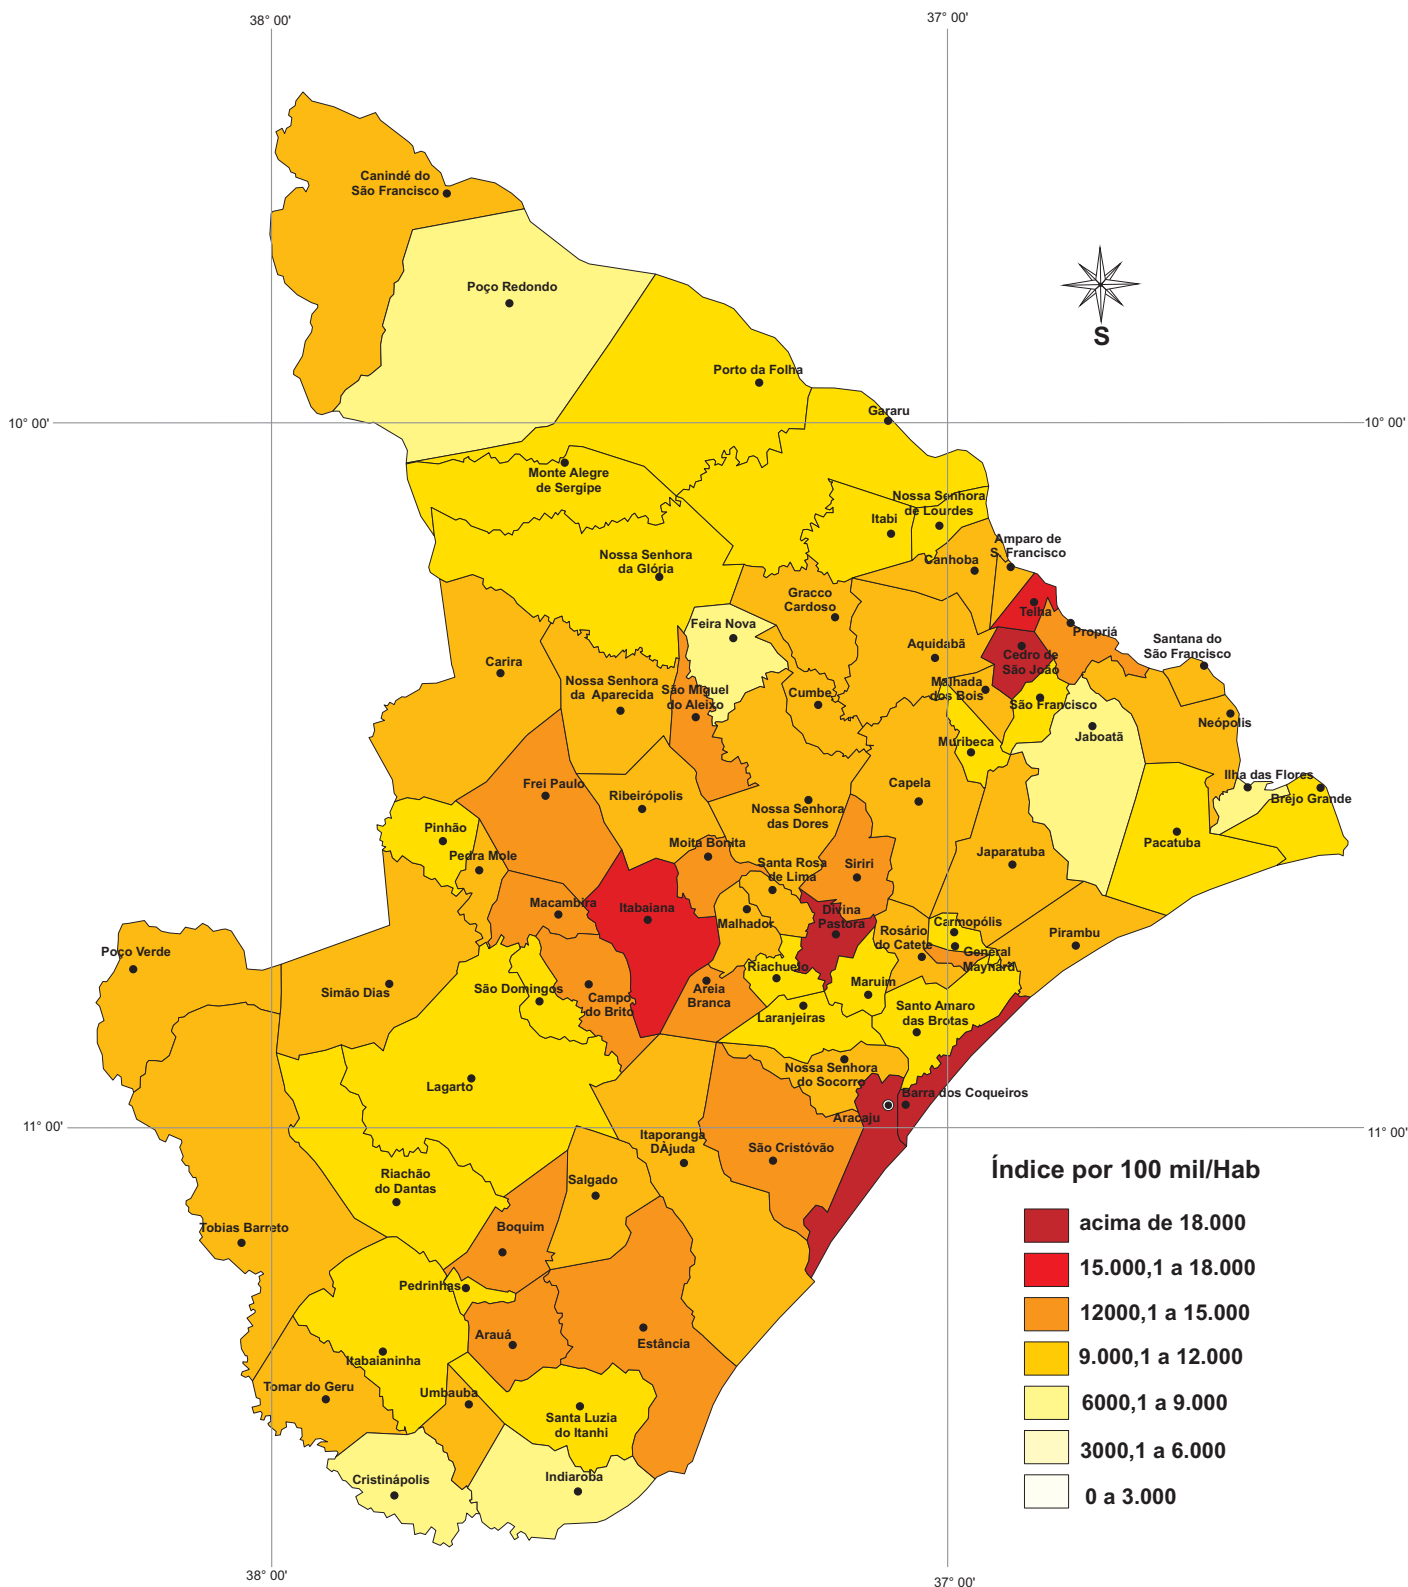 38° 00'
37° 00'
Canindé do
São Francisco
Poço Redondo
S
Porto da Folha
Gararu
10° 00'
10° 00'
Monte Alegre
de Sergipe
Nossa Senhora
de Lourdes
Itabi
Amparo de
S. Francisco
Nossa Senhora
da Glória
Canhoba
Gracco
Cardoso
Telha
Feira Nova
Propriá
Santana do
São Francisco
Aquidabã
Cedro de
São João
Carira
Nossa Senhora
da Aparecida
São Miguel
do Aleixo
Cumbe
Malhada
dos Bois
São Francisco
Neópolis
Jaboatã
Muribeca
Ilha das Flores
Brejo Grande
Frei Paulo
Ribeirópolis
Capela
Nossa Senhora
das Dores
Pinhão
Moita Bonita
Pacatuba
Pedra Mole
Santa Rosa
de Lima
Siriri
Japaratuba
Macambira
Itabaiana
Malhador
Divina
Pastora
Carmopólis
Rosário
do Catete
Pirambu
General
Maynard
Poço Verde
Simão Dias
São Domingos
Campo
do Brito
Areia
Branca
Riachuelo
Maruim
Laranjeiras
Santo Amaro
das Brotas
Lagarto
Nossa Senhora
do Socorro
Barra dos Coqueiros
Aracaju
11° 00'
11° 00'
Itaporanga
DÀjuda
São Cristóvão
Riachão
do Dantas
Salgado
Tobias Barreto
Boquim
Pedrinhas
Arauá
Estância
Itabaianinha
Tomar do Geru
Umbauba
Santa Luzia
do Itanhi
Cristinápolis
Indiaroba
Índice por 100 mil/Hab
acima de 18.000
15.000,1 a 18.000
12000,1 a 15.000
9.000,1 a 12.000
6000,1 a 9.000
3000,1 a 6.000
0 a 3.000
38° 00'
37° 00'